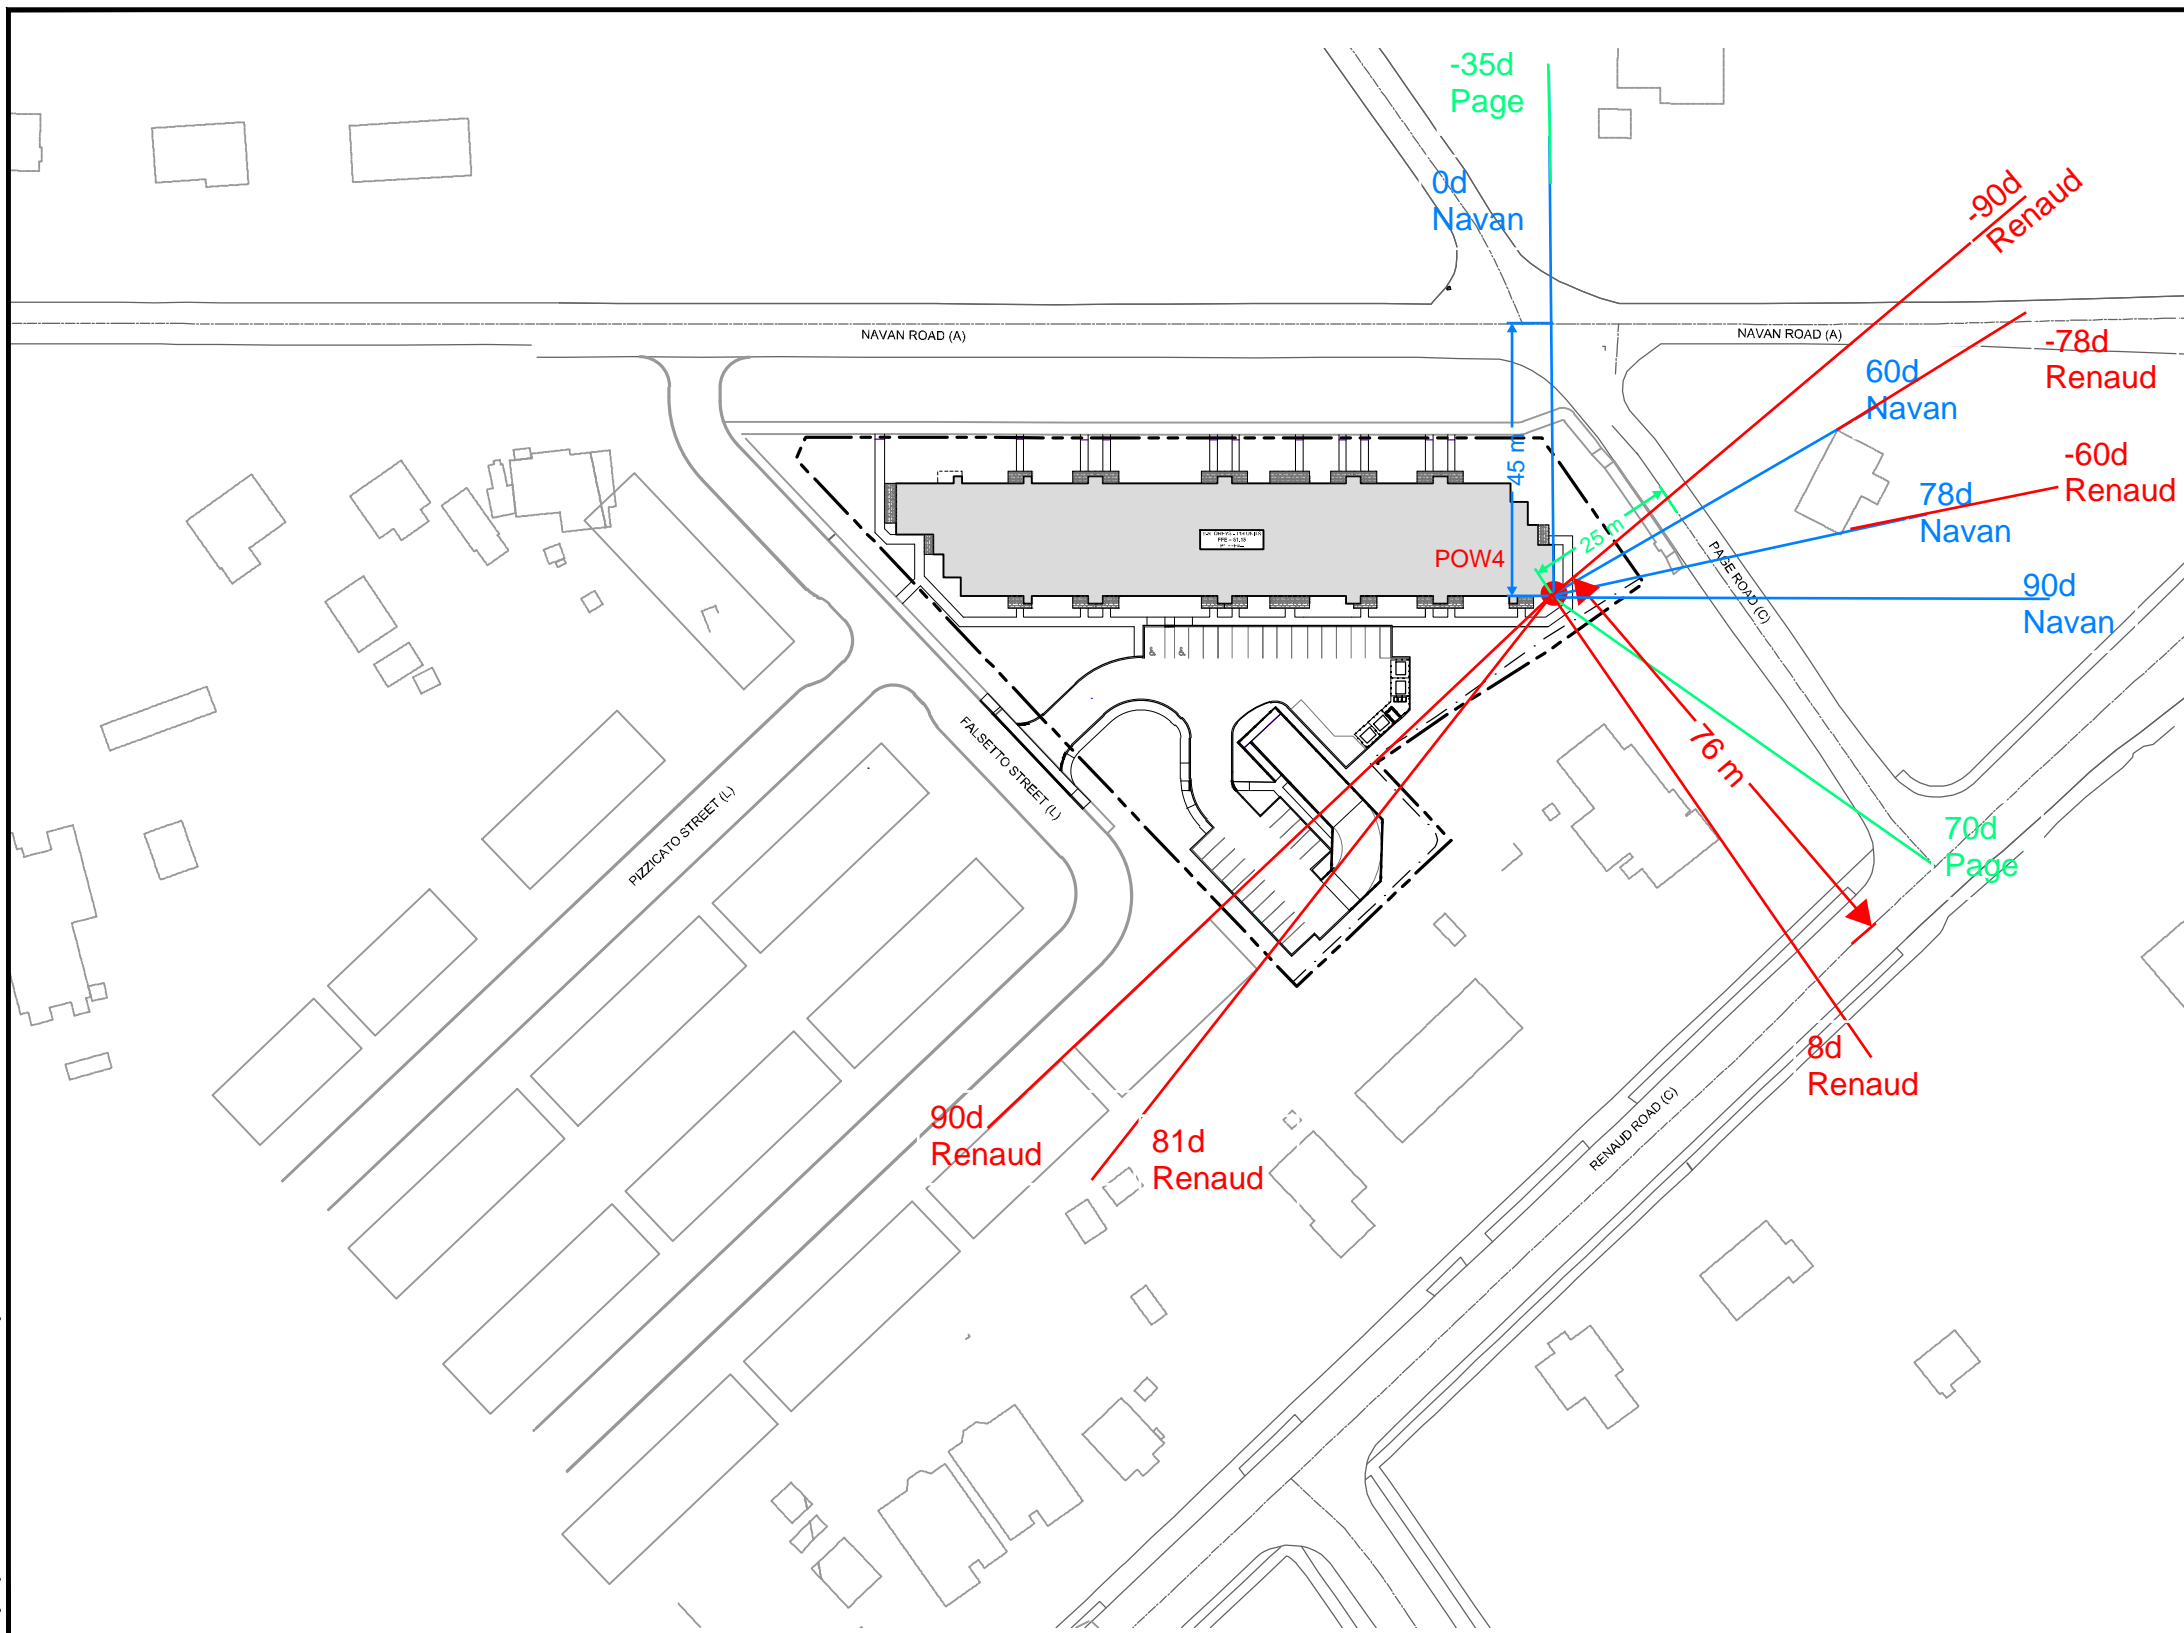 -35d
Page
0d
Navan
-90d
Renaud
NAVAN ROAD (A)
NAVAN ROAD (A)
-78d
Renaud
60d
Navan
45 m
-60d
Renaud
78d
Navan
25 m
POW4
PAGE ROAD (C)
90d
Navan
76 m
FALSETTO STREET (L)
PIZZICATO STREET (L)
70d
Page
8d
Renaud
90d
Renaud
81d
Renaud
RENAUD ROAD (C)